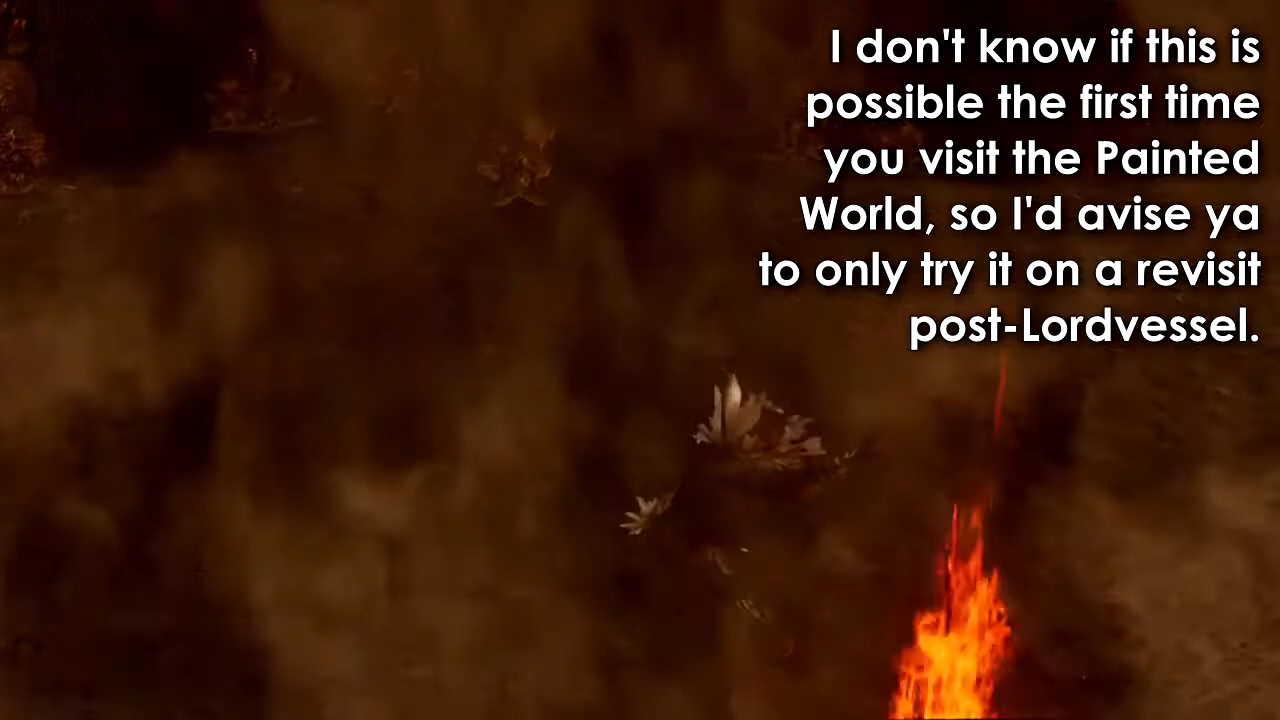 I don't know if this is
possible the first time
you visit the Painted
World, so I'd avise ya
to only try it on a revisit
post-Lordvessel.